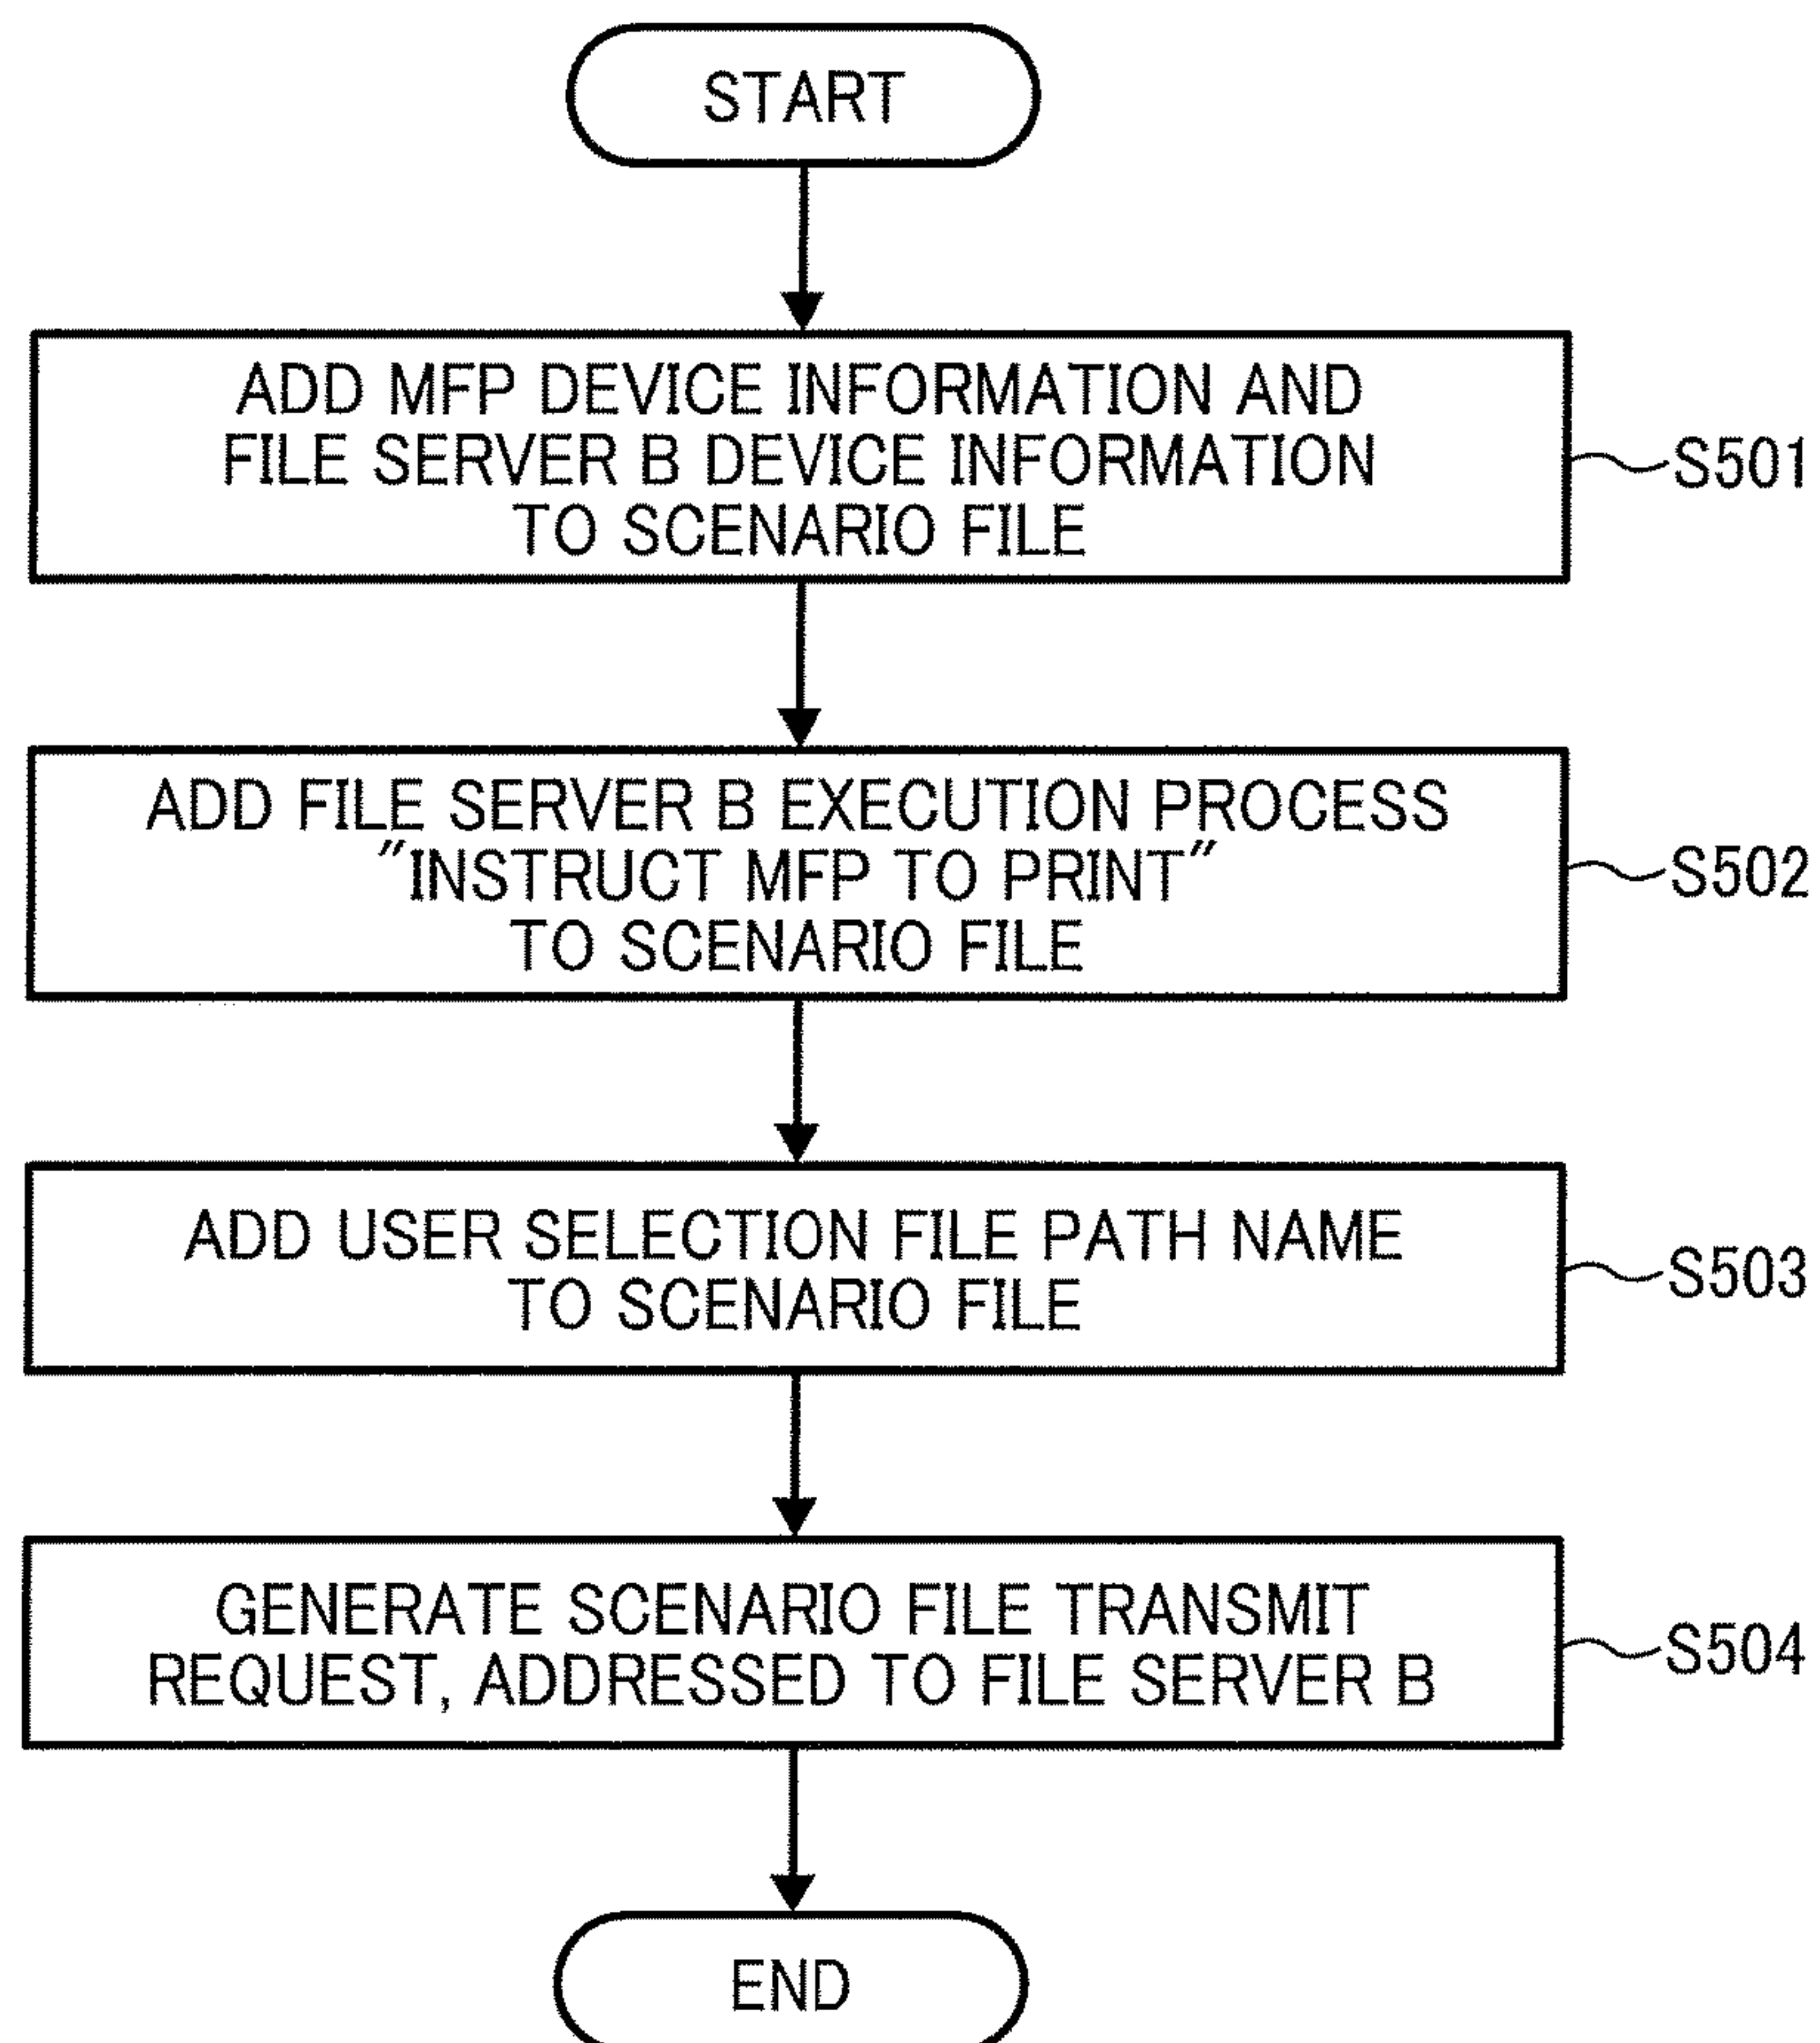 START
ADD MFP DEVICE INFORMATION AND
FILE SERVER B DEVICE INFORMATION
TO SCENARIO FILE
S501
ADD FILE SERVER B EXECUTION PROCESS
"INSTRUCT MFP TO PRINT"
TO SCENARIO FILE
S502
ADD USER SELECTION FILE PATH NAME
TO SCENARIO FILE
S503
GENERATE SCENARIO FILE TRANSMIT
REQUEST, ADDRESSED TO FILE SERVER B
S504
END